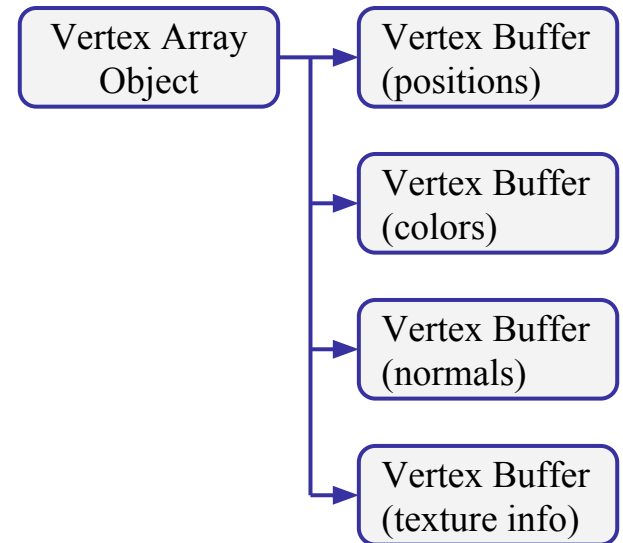 Vertex Array
Object
Vertex Buffer
(positions)
Vertex Buffer
(colors)
Vertex Buffer
(normals)
Vertex Buffer
(texture info)